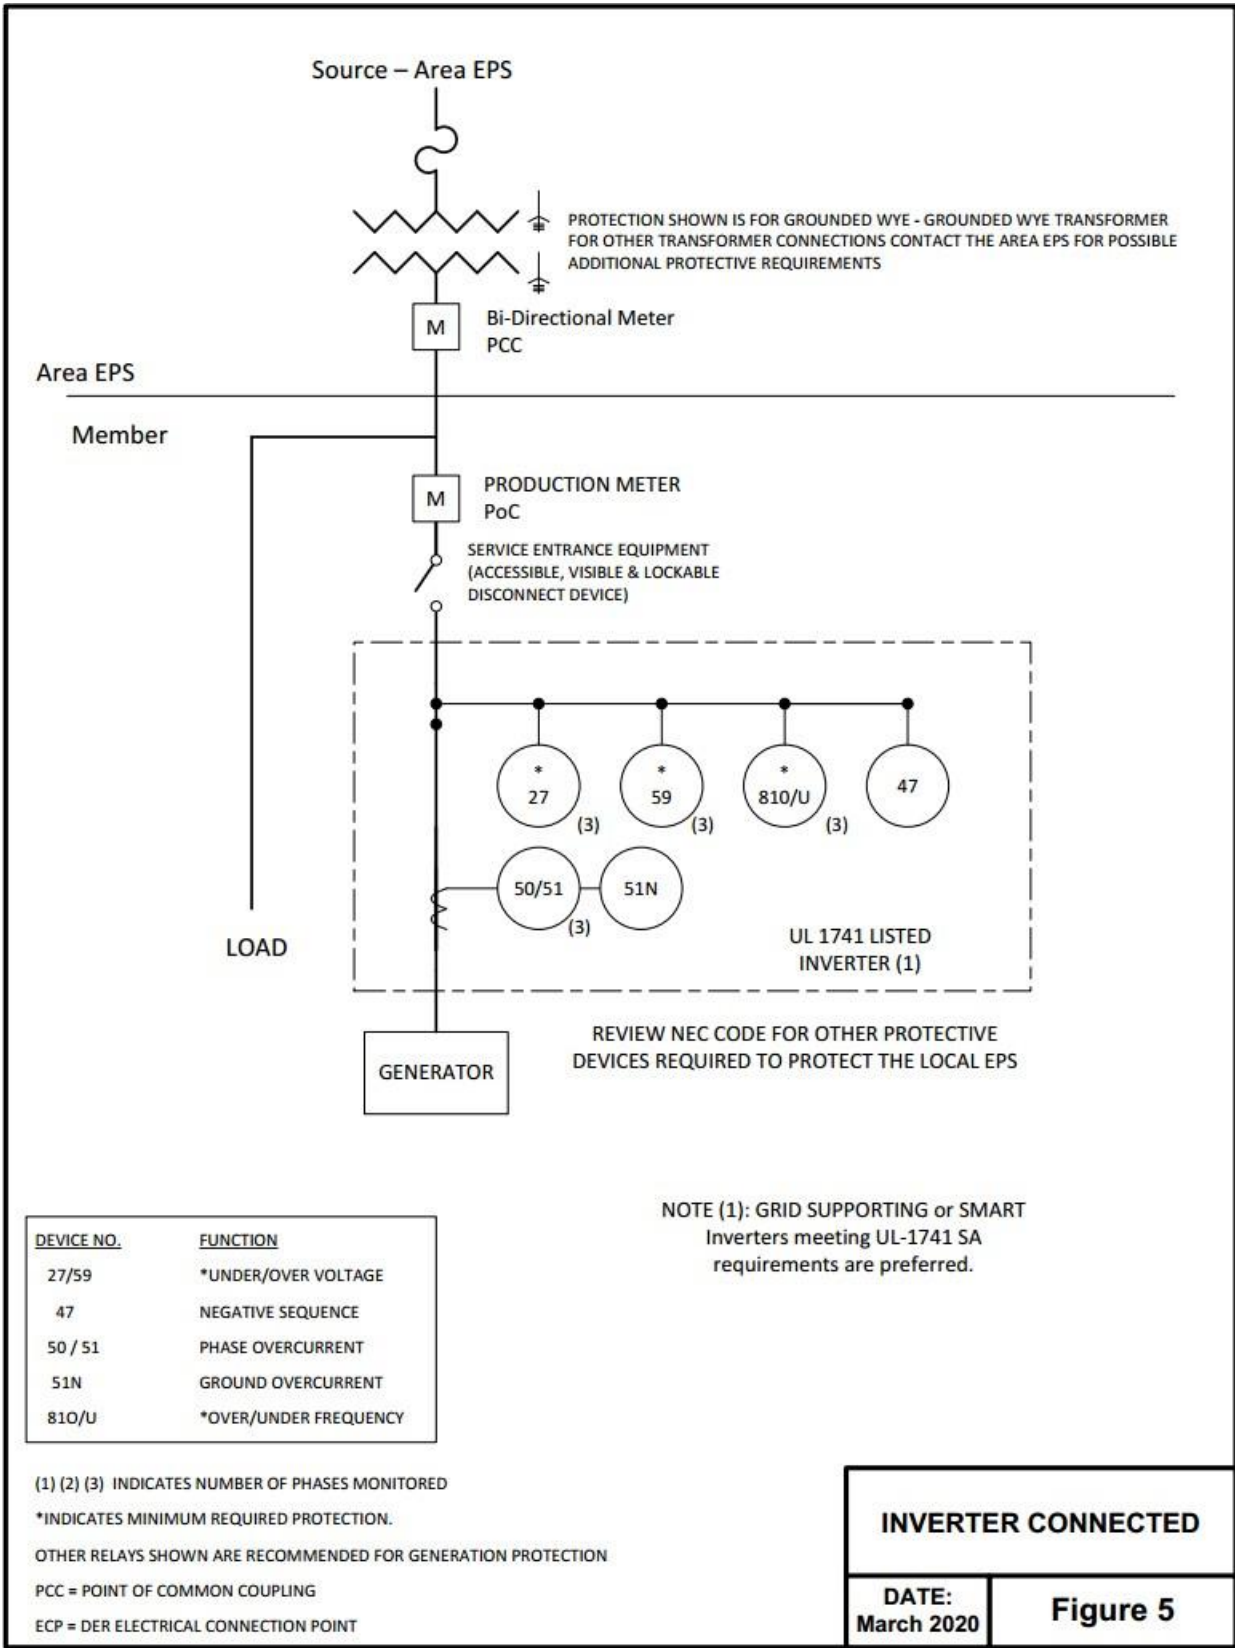 Source – Area EPS
PROTECTION SHOWN IS FOR GROUNDED WYE - GROUNDED WYE TRANSFORMER
FOR OTHER TRANSFORMER CONNECTIONS CONTACT THE AREA EPS FOR POSSIBLE
ADDITIONAL PROTECTIVE REQUIREMENTS
M
Bi-Directional Meter
PCC
Area EPS
Member
M
PRODUCTION METER
PoC
SERVICE ENTRANCE EQUIPMENT
(ACCESSIBLE, VISIBLE & LOCKABLE
DISCONNECT DEVICE)
*
27
(3)
*
59
(3)
*
81O/U
(3)
47
50/51
(3)
51N
LOAD
UL 1741 LISTED
INVERTER (1)
GENERATOR
REVIEW NEC CODE FOR OTHER PROTECTIVE
DEVICES REQUIRED TO PROTECT THE LOCAL EPS
NOTE (1): GRID SUPPORTING or SMART
Inverters meeting UL-1741 SA
requirements are preferred.
DEVICE NO. FUNCTION
27/59 *UNDER/OVER VOLTAGE
47 NEGATIVE SEQUENCE
50 / 51 PHASE OVERCURRENT
51N GROUND OVERCURRENT
81O/U *OVER/UNDER FREQUENCY
(1) (2) (3) INDICATES NUMBER OF PHASES MONITORED
*INDICATES MINIMUM REQUIRED PROTECTION.
OTHER RELAYS SHOWN ARE RECOMMENDED FOR GENERATION PROTECTION
PCC = POINT OF COMMON COUPLING
ECP = DER ELECTRICAL CONNECTION POINT
INVERTER CONNECTED
DATE:
March 2020
Figure 5